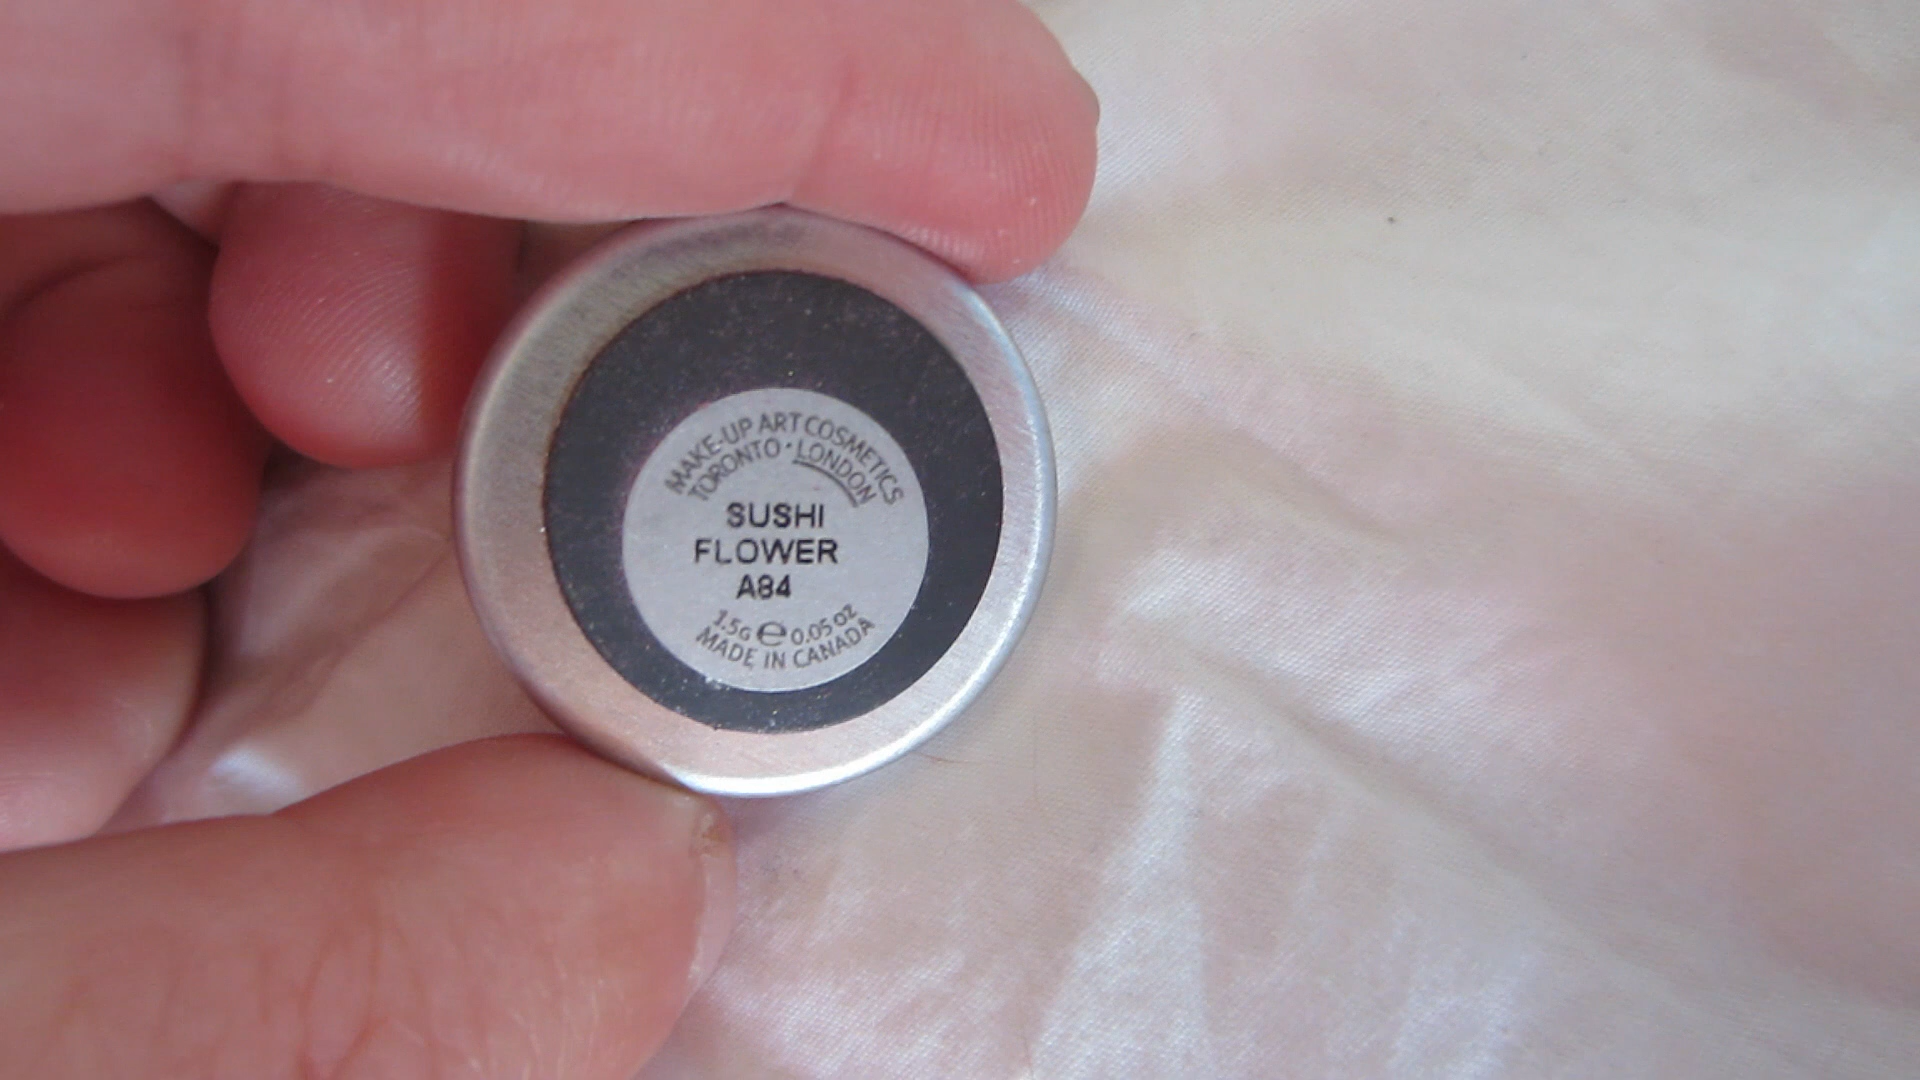 MAKE-UP ART COSMETICS
TORONTO · LONDON
SUSHI
FLOWER
A84
1.5G e 0.05 OZ
MADE IN CANADA